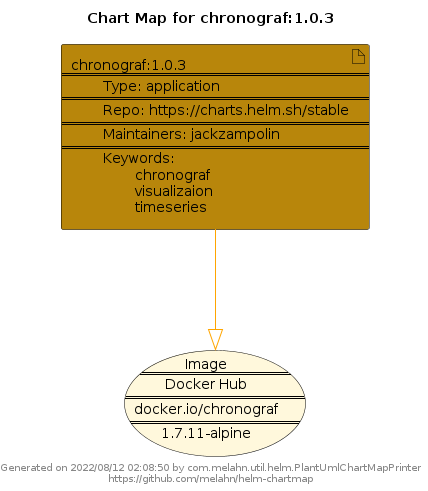 Chart Map for chronograf:1.0.3
chronograf:1.0.3
Type: application
Repo: https://charts.helm.sh/stable
Maintainers: jackzampolin
Keywords:
chronograf
visualizaion
timeseries
Image
Docker Hub
docker.io/chronograf
1.7.11-alpine
Generated on 2022/08/12 02:08:50 by com.melahn.util.helm.PlantUmlChartMapPrinter
https://github.com/melahn/helm-chartmap